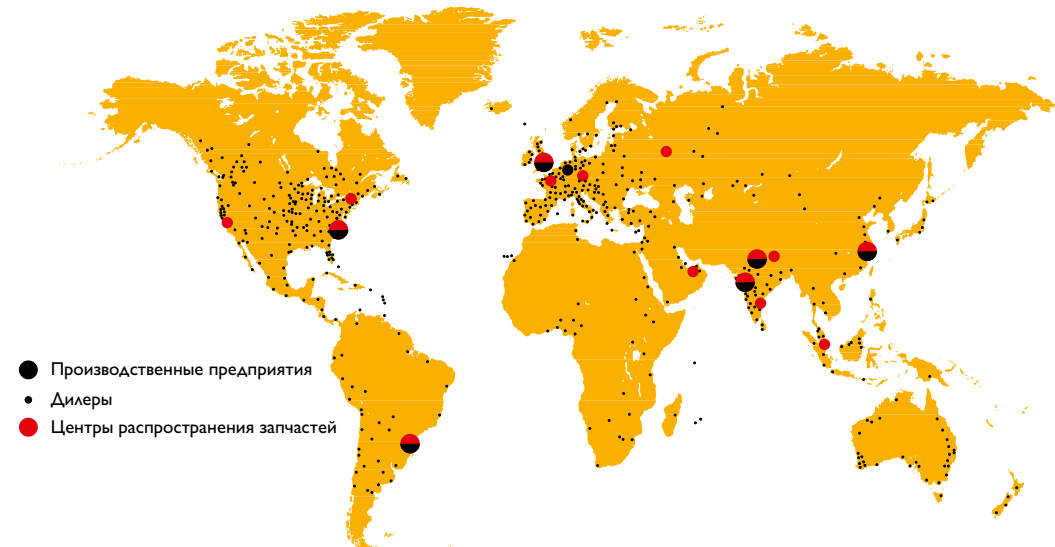 Производственные предприятия
Дилеры
Центры распространения запчастей